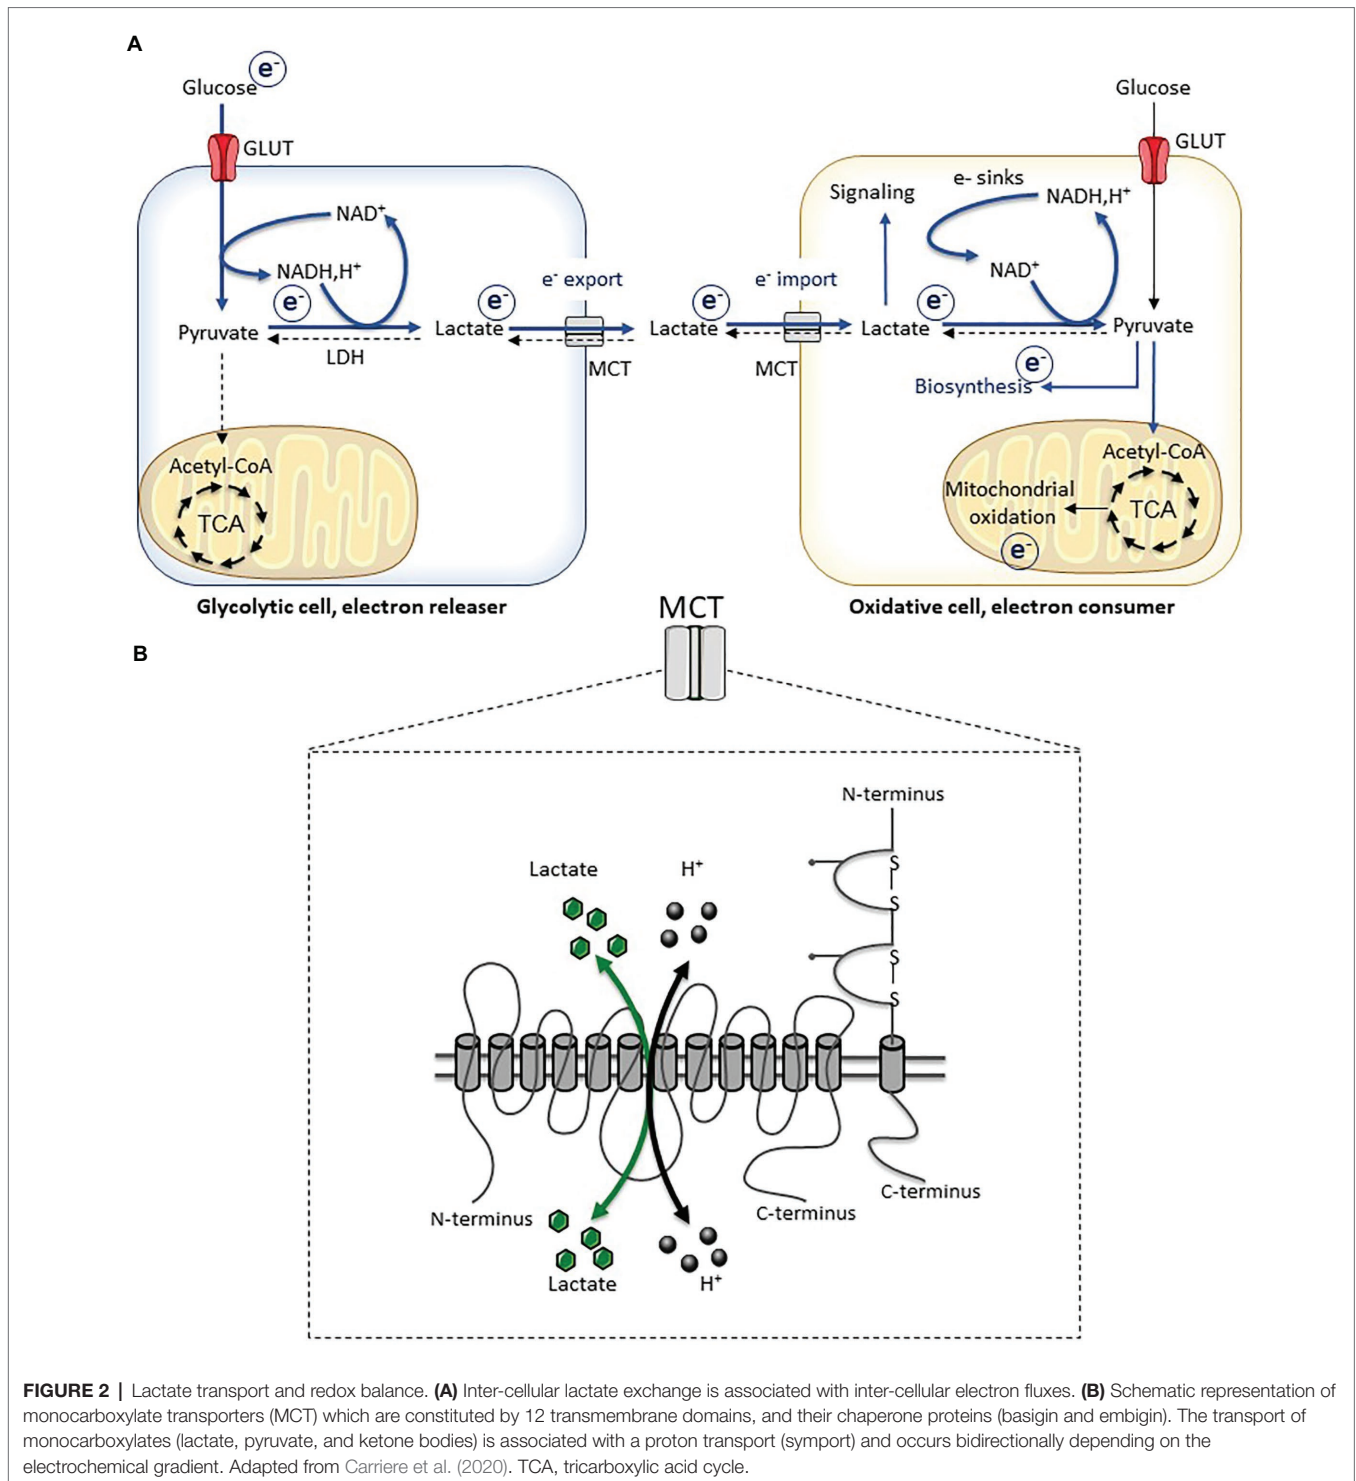 A
Glucose e-
GLUT
NAD+
NADH,H+
e-
Pyruvate
LDH
Lactate
e-
e- export
MCT
Acetyl-CoA
TCA
Glycolytic cell, electron releaser
Lactate
e-
e- import
MCT
Glucose
GLUT
Signaling
e- sinks
NADH,H+
NAD+
Lactate
e-
Pyruvate
e-
Biosynthesis
Acetyl-CoA
Mitochondrial
oxidation
TCA
e-
Oxidative cell, electron consumer
B
MCT
N-terminus
S
S
S
S
Lactate
H+
N-terminus
C-terminus
C-terminus
Lactate
H+
FIGURE 2 | Lactate transport and redox balance. (A) Inter-cellular lactate exchange is associated with inter-cellular electron fluxes. (B) Schematic representation of
monocarboxylate transporters (MCT) which are constituted by 12 transmembrane domains, and their chaperone proteins (basigin and embigin). The transport of
monocarboxylates (lactate, pyruvate, and ketone bodies) is associated with a proton transport (symport) and occurs bidirectionally depending on the
electrochemical gradient. Adapted from Carriere et al. (2020). TCA, tricarboxylic acid cycle.